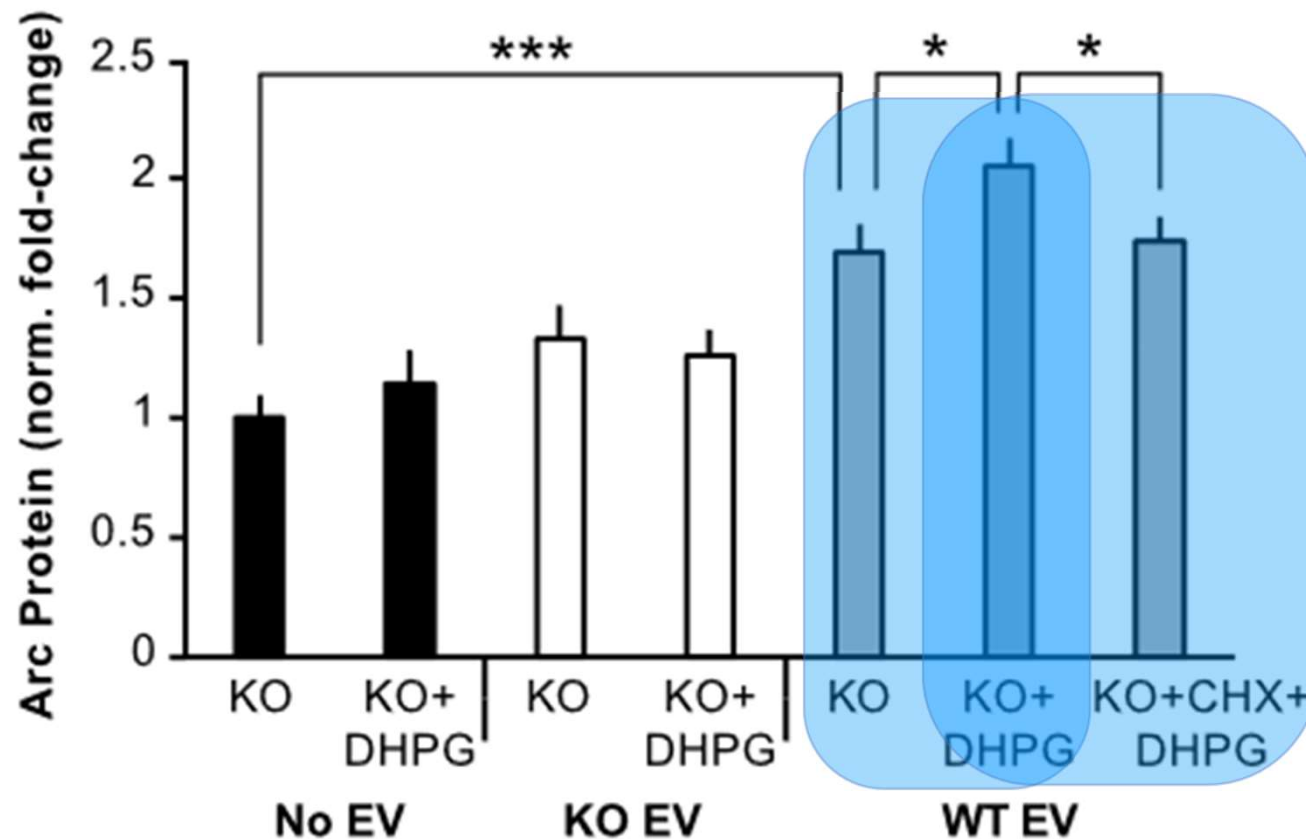 Arc Protein (norm. fold-change)
2.5
2
1.5
1
0.5
0
***
*
*
KO
KO+
DHPG
KO
KO+
DHPG
KO
KO+
DHPG
KO+CHX+
DHPG
No EV
KO EV
WT EV